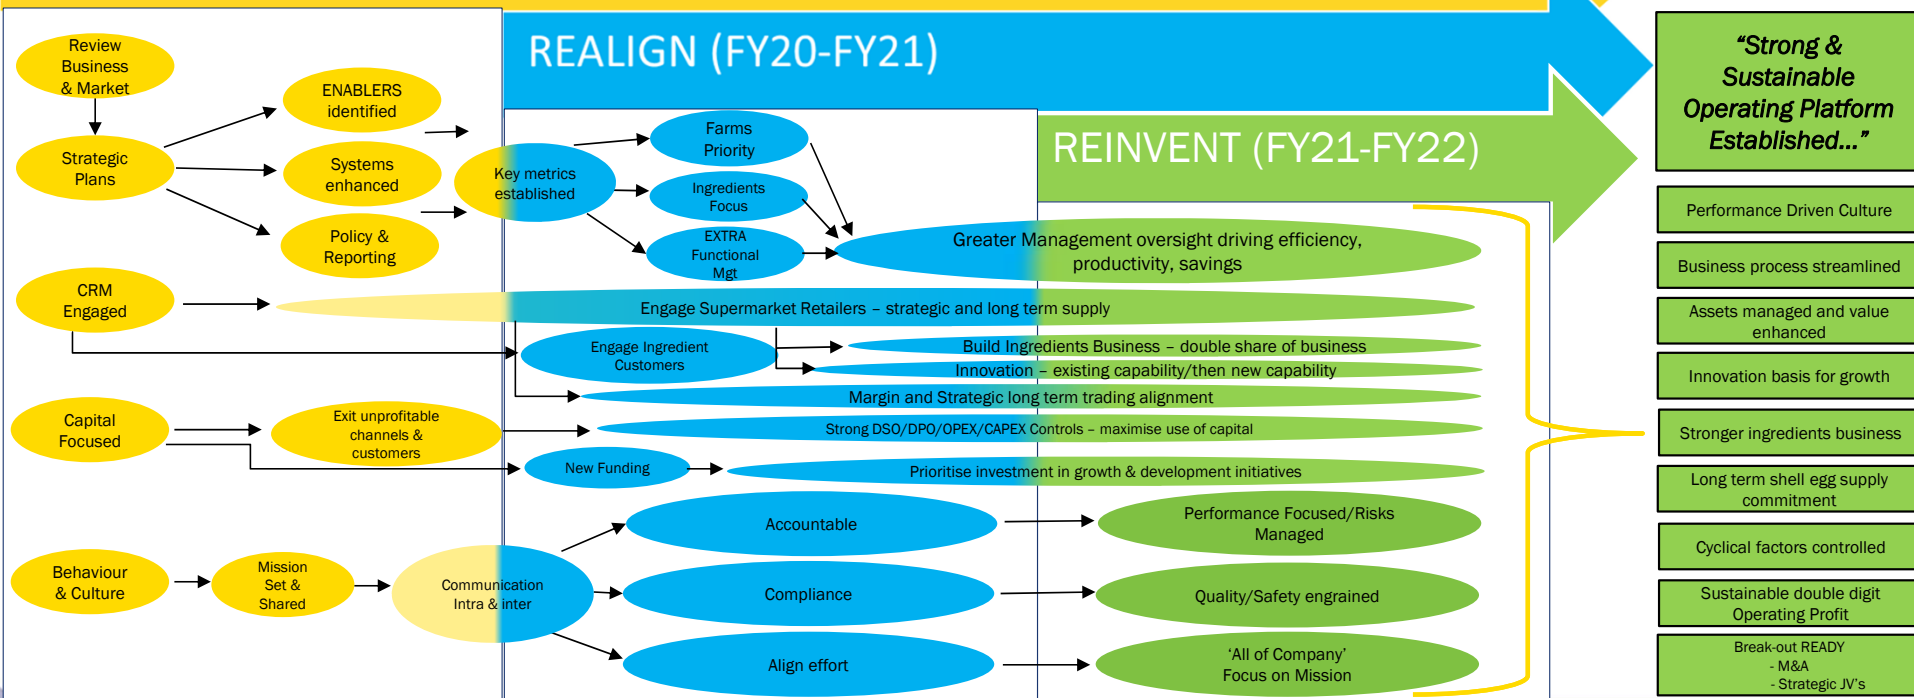 REALIGN (FY20-FY21)
REINVENT (FY21-FY22)
Review
Business
& Market
Strategic
Plans
ENABLERS
identified
Systems
enhanced
Policy &
Reporting
Key metrics
established
Farms
Priority
Ingredients
Focus
EXTRA
Functional
Mgt
Greater Management oversight driving efficiency,
productivity, savings
CRM
Engaged
Engage Supermarket Retailers – strategic and long term supply
Engage Ingredient
Customers
Build Ingredients Business – double share of business
Innovation – existing capability/then new capability
Margin and Strategic long term trading alignment
Capital
Focused
Exit unprofitable
channels &
customers
Strong DSO/DPO/OPEX/CAPEX Controls – maximise use of capital
New Funding
Prioritise investment in growth & development initiatives
Behaviour
& Culture
Mission
Set &
Shared
Communication
Intra & inter
Accountable
Performance Focused/Risks
Managed
Compliance
Quality/Safety engrained
Align effort
‘All of Company’
Focus on Mission
“Strong &
Sustainable
Operating Platform
Established...”
Performance Driven Culture
Business process streamlined
Assets managed and value
enhanced
Innovation basis for growth
Stronger ingredients business
Long term shell egg supply
commitment
Cyclical factors controlled
Sustainable double digit
Operating Profit
Break-out READY
- M&A
- Strategic JV’s